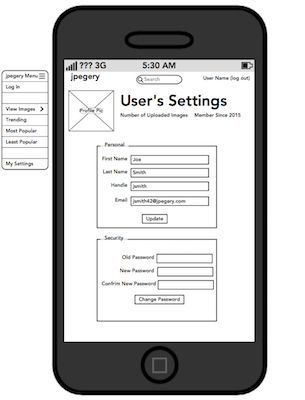 ??? 3G 5:30 AM
jpegery Search User Name (log out)
jpegery Menu
Log In
View Images
Trending
Most Popular
Least Popular
My Settings
Profile Pic
User's Settings
Number of Uploaded Images Member Since 2015
Personal
First Name Joe
Last Name Smith
Handle jsmith
Email jsmith42@jpegery.com
Update
Security
Old Password
New Password
Confrim New Password
Change Password